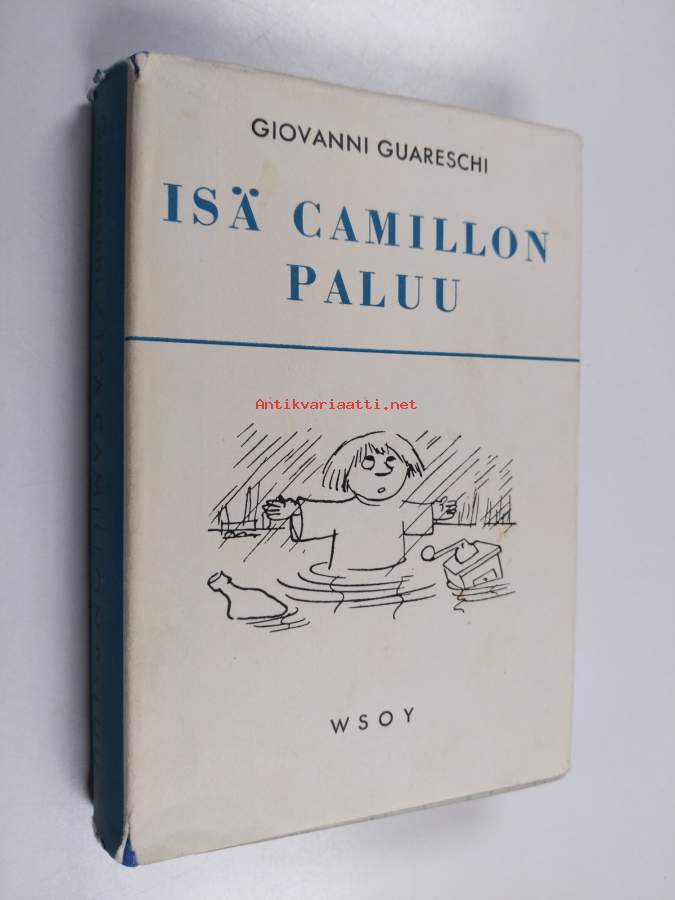 GIOVANNI GUARESCHI
ISÄ CAMILLON
PALUU
Antikvariaatti.net
WSOY